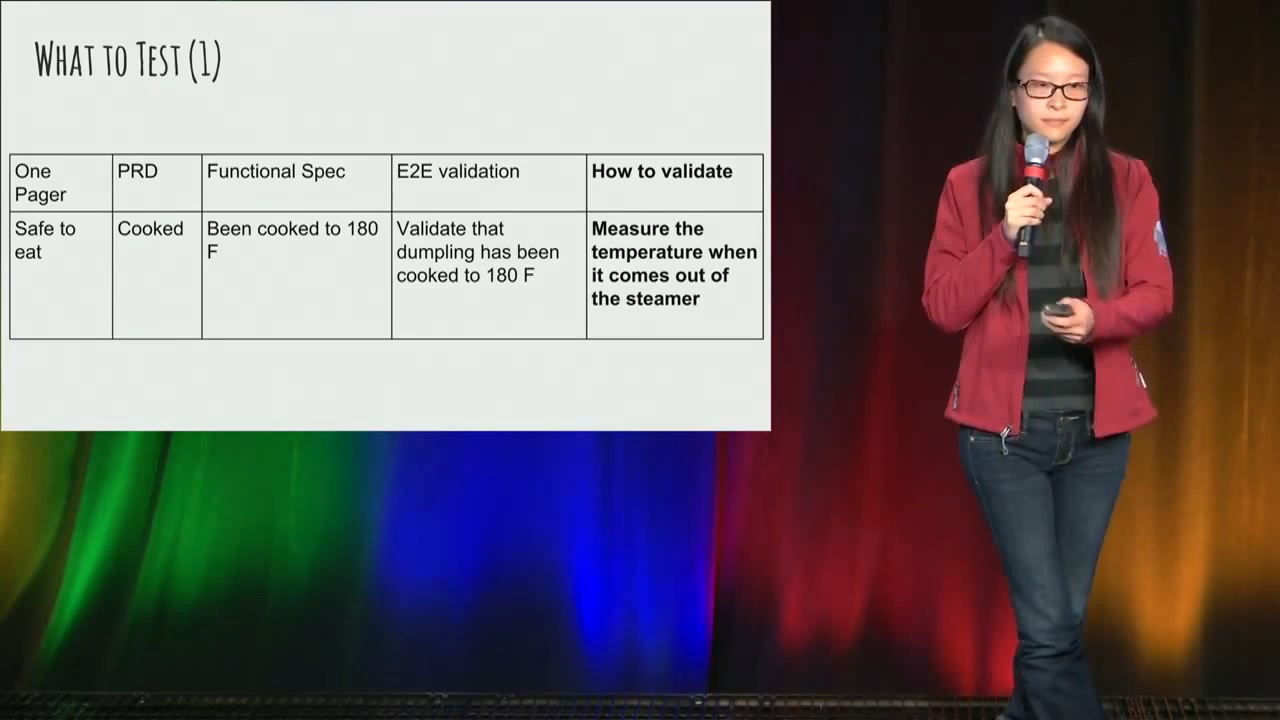 What to Test (1)
One
Pager
PRD
Functional Spec
E2E validation
How to validate
Safe to
eat
Cooked
Been cooked to 180
F
Validate that
dumpling has been
cooked to 180 F
Measure the
temperature when
it comes out of
the steamer